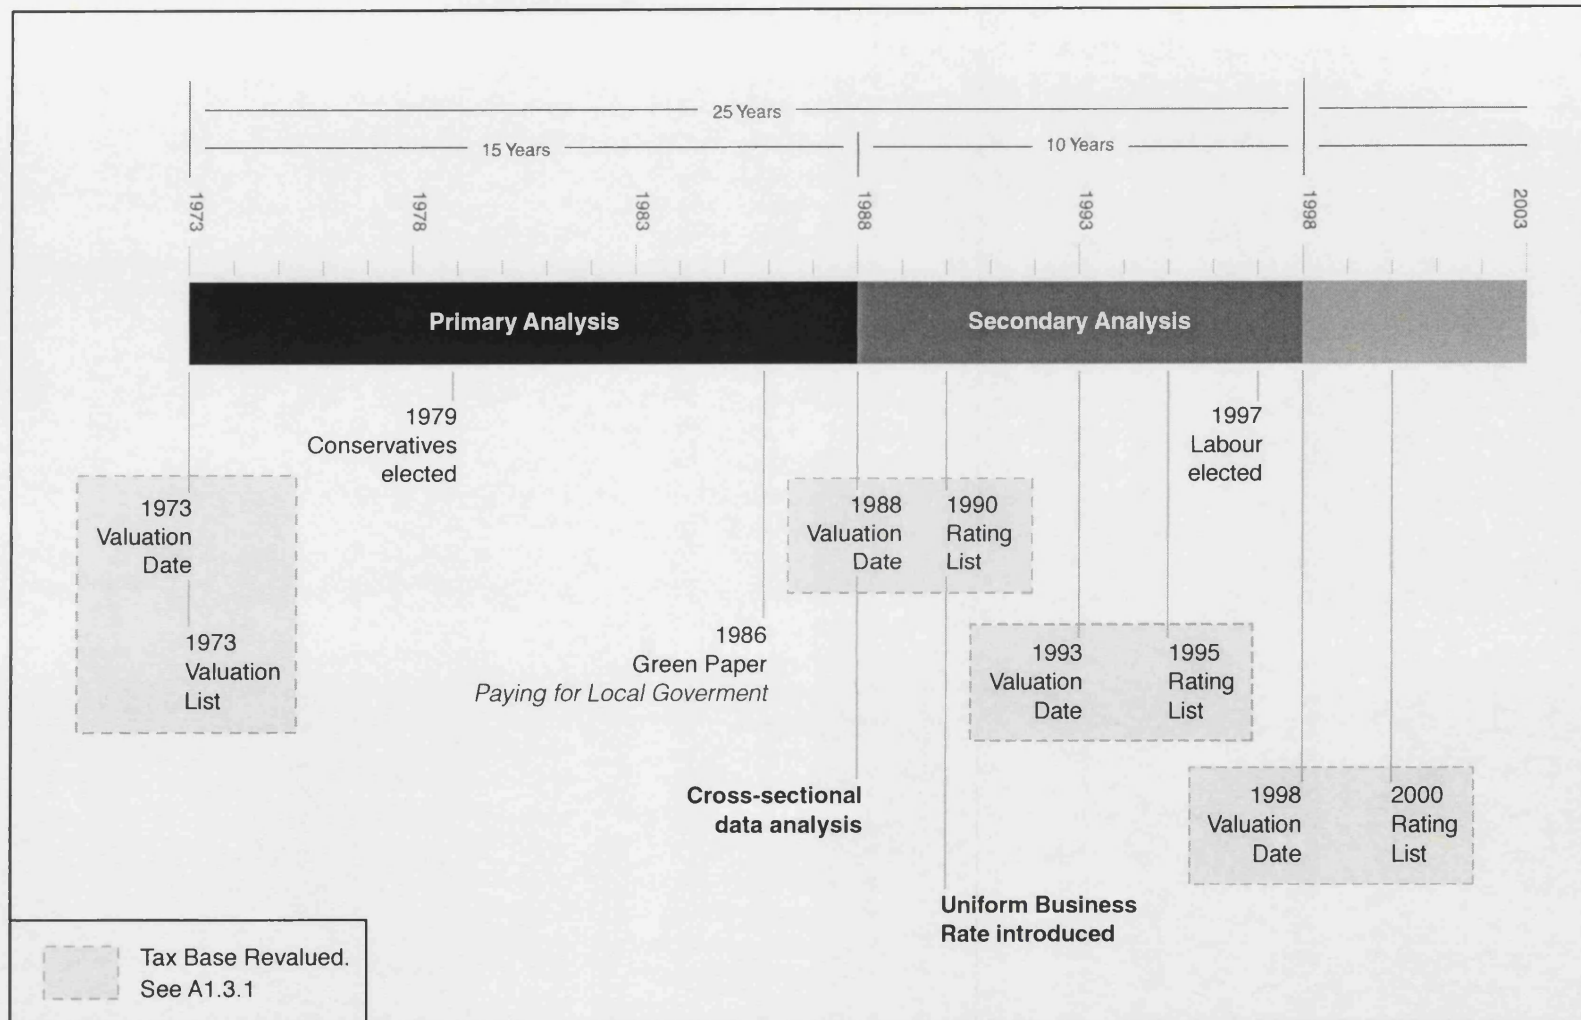 25 Years
15 Years
10 Years
1973
1978
1983
1988
1993
1998
2003
Primary Analysis
Secondary Analysis
1979
Conservatives
elected
1997
Labour
elected
1973
Valuation
Date
1973
Valuation
List
1986
Green Paper
Paying for Local Goverment
1988
Valuation
Date
1990
Rating
List
1993
Valuation
Date
1995
Rating
List
1998
Valuation
Date
2000
Rating
List
Cross-sectional
data analysis
Uniform Business
Rate introduced
Tax Base Revalued.
See A1.3.1